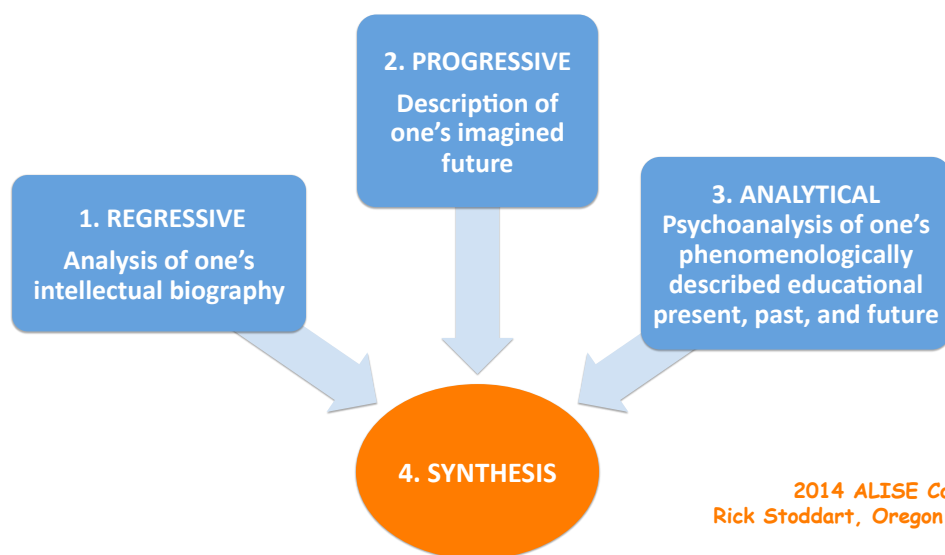 1. REGRESSIVE
Analysis of one's
intellectual biography
2. PROGRESSIVE
Description of
one's imagined
future
3. ANALYTICAL
Psychoanalysis of one's
phenomenologically
described educational
present, past, and future
4. SYNTHESIS
2014 ALISE
Rick Stoddart, Oregon